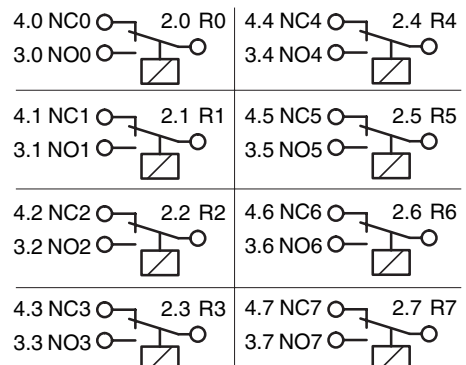 4.0 NC0 2.0 R0
3.0 NO0
4.4 NC4 2.4 R4
3.4 NO4
4.1 NC1 2.1 R1
3.1 NO1
4.5 NC5 2.5 R5
3.5 NO5
4.2 NC2 2.2 R2
3.2 NO2
4.6 NC6 2.6 R6
3.6 NO6
4.3 NC3 2.3 R3
3.3 NO3
4.7 NC7 2.7 R7
3.7 NO7